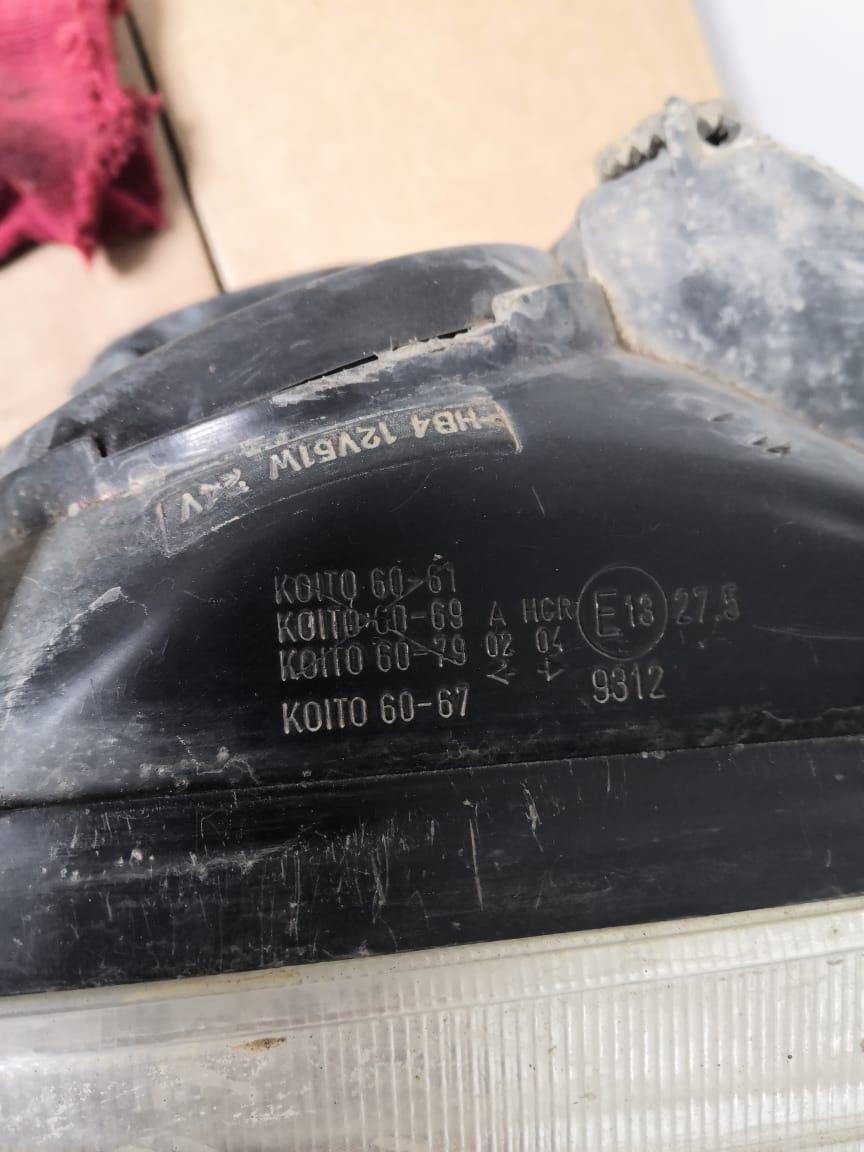 HB4 12V51W 24V
KOITO 60-61
KOITO 60-69 A HCR E13 27,5
KOITO 60-79 02 04
KOITO 60-67 9312